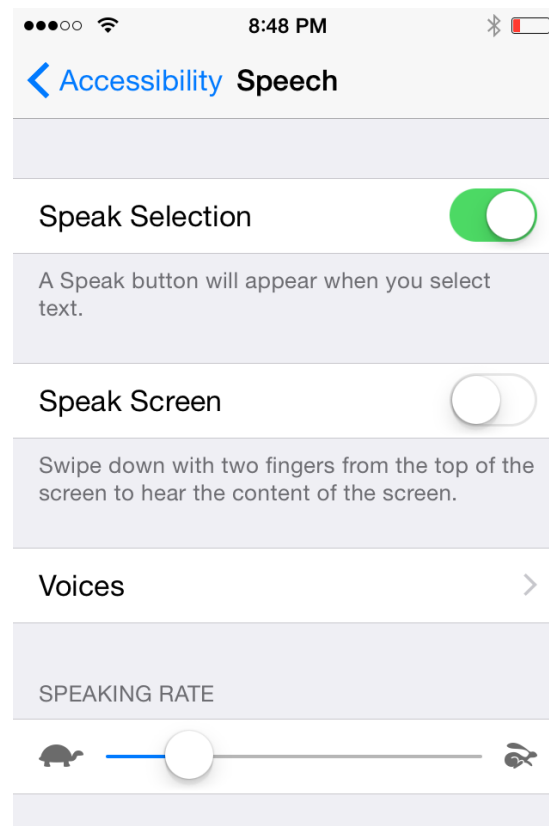 8:48 PM
Accessibility Speech
Speak Selection
A Speak button will appear when you select
text.
Speak Screen
Swipe down with two fingers from the top of the
screen to hear the content of the screen.
Voices
SPEAKING RATE